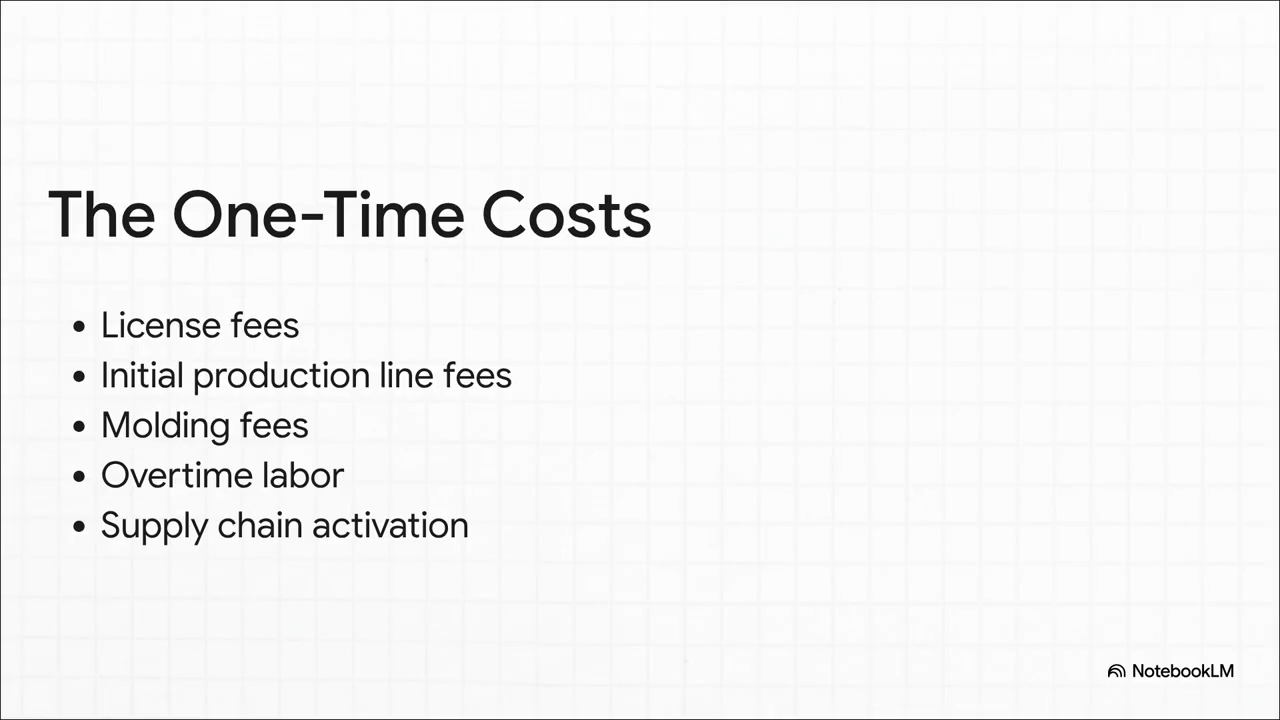 The One-Time Costs
• License fees
• Initial production line fees
• Molding fees
• Overtime labor
• Supply chain activation
NotebookLM